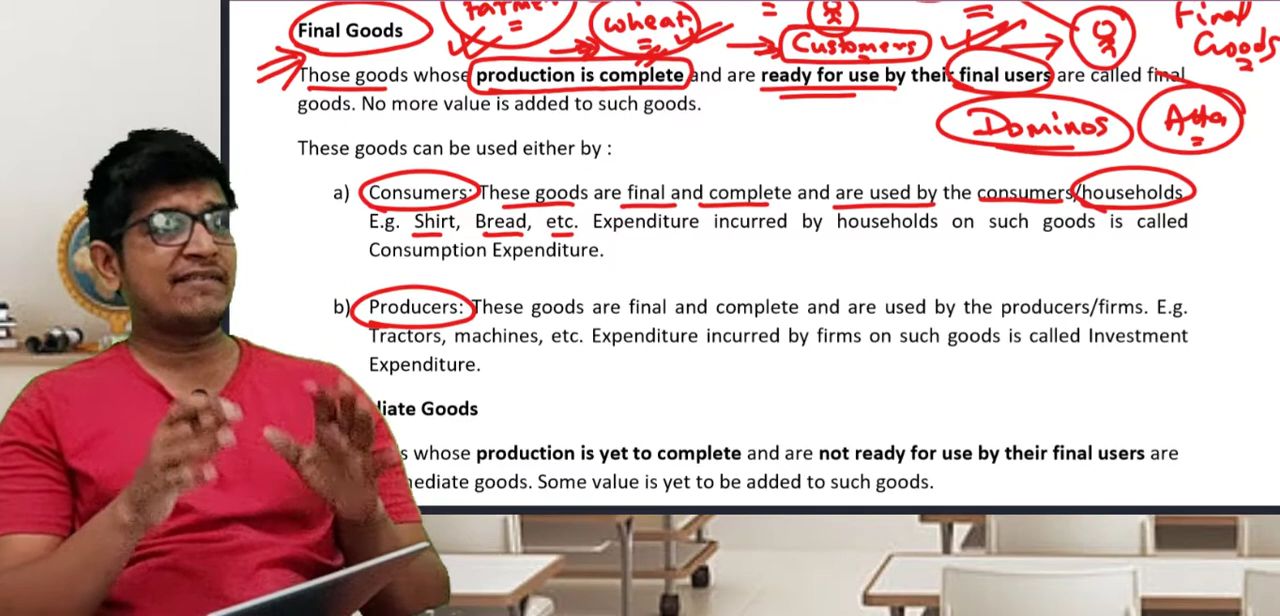 Farmer
Wheat
Customers
Final
Goods
Final Goods
Those goods whose production is complete and are ready for use by their final users are called final
goods. No more value is added to such goods.
Dominos
Atta
These goods can be used either by :
a) Consumers: These goods are final and complete and are used by the consumers/households.
E.g. Shirt, Bread, etc. Expenditure incurred by households on such goods is called
Consumption Expenditure.
b) Producers: These goods are final and complete and are used by the producers/firms. E.g.
Tractors, machines, etc. Expenditure incurred by firms on such goods is called Investment
Expenditure.
diate Goods
s whose production is yet to complete and are not ready for use by their final users are
ediate goods. Some value is yet to be added to such goods.